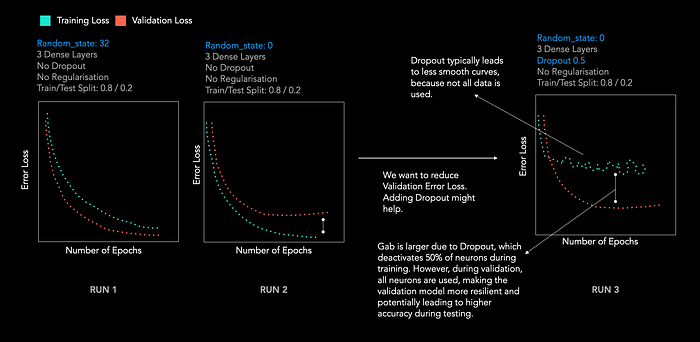 Training Loss
Validation Loss
Random_state: 32
3 Dense Layers
No Dropout
No Regularisation
Train/Test Split: 0.8 / 0.2
Error Loss
Number of Epochs
RUN 1
Random_state: 0
3 Dense Layers
No Dropout
No Regularisation
Train/Test Split: 0.8 / 0.2
Error Loss
Number of Epochs
RUN 2
Dropout typically leads
to less smooth curves,
because not all data is
used.
We want to reduce
Validation Error Loss.
Adding Dropout might
help.
Gab is larger due to Dropout, which
deactivates 50% of neurons during
training. However, during validation,
all neurons are used, making the
validation model more resilient and
potentially leading to higher
accuracy during testing.
Random_state: 0
3 Dense Layers
Dropout 0.5
No Regularisation
Train/Test Split: 0.8 / 0.2
Error Loss
Number of Epochs
RUN 3